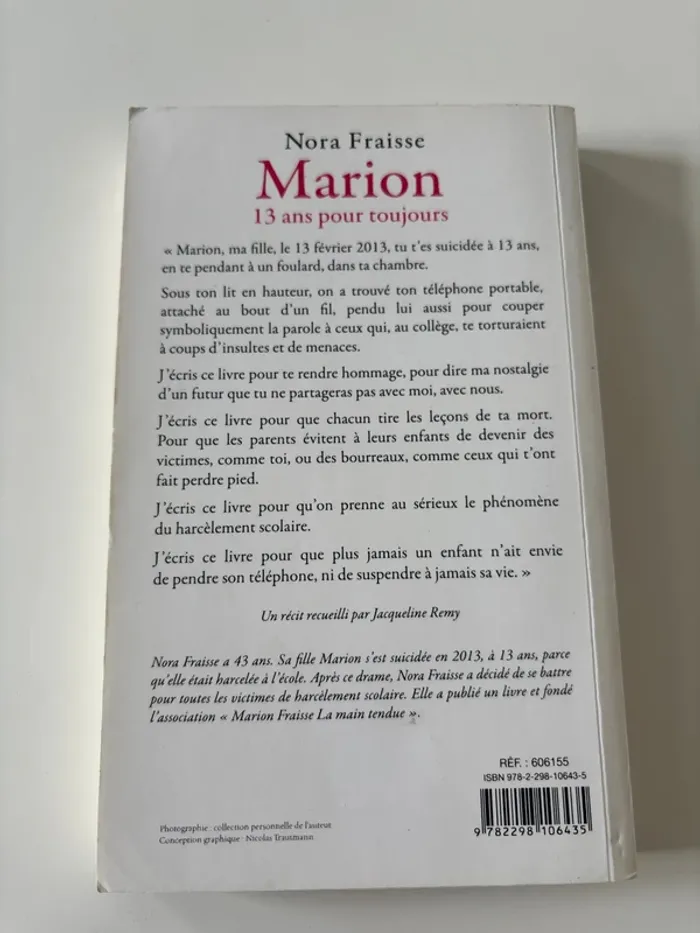 Nora Fraisse
Marion
13 ans pour toujours
« Marion, ma fille, le 13 février 2013, tu t'es suicidée à 13 ans,
en te pendant à un foulard, dans ta chambre.
Sous ton lit en hauteur, on a trouvé ton téléphone portable,
attaché au bout d'un fil, pendu lui aussi pour couper
symboliquement la parole à ceux qui, au collège, te torturaient
à coups d'insultes et de menaces.
J'écris ce livre pour te rendre hommage, pour dire ma nostalgie
d'un futur que tu ne partageras pas avec moi, avec nous.
J'écris ce livre pour que chacun tire les leçons de ta mort.
Pour que les parents évitent à leurs enfants de devenir des
victimes, comme toi, ou des bourreaux, comme ceux qui t'ont
fait perdre pied.
J'écris ce livre pour qu'on prenne au sérieux le phénomène
du harcèlement scolaire.
J'écris ce livre pour que plus jamais un enfant n'ait envie
de pendre son téléphone, ni de suspendre à jamais sa vie. »
Un récit recueilli par Jacqueline Remy
Nora Fraisse a 43 ans. Sa fille Marion s'est suicidée en 2013, à 13 ans, parce
qu'elle était harcelée à l'école. Après ce drame, Nora Fraisse a décidé de se battre
pour toutes les victimes de harcèlement scolaire. Elle a publié un livre et fondé
l'association « Marion Fraisse La main tendue ».
RÉF. : 606155
ISBN 978-2-298-10643-5
9 782298 106435
Photographie : collection personnelle de l'auteur
Conception graphique : Nicolas Trautmann